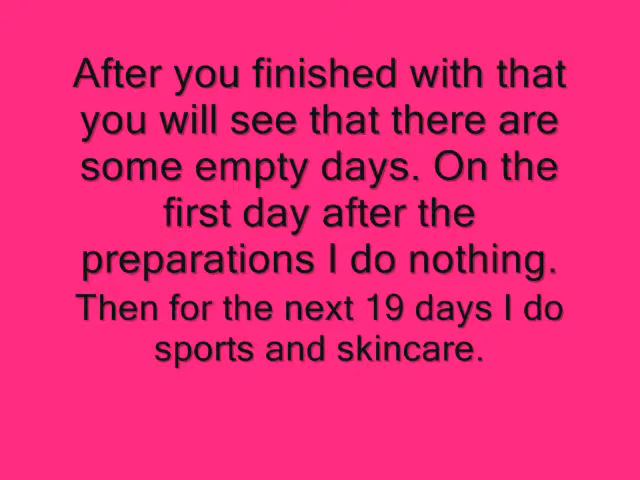 After you finished with that
you will see that there are
some empty days. On the
first day after the
preparations I do nothing.
Then for the next 19 days I do
sports and skincare.